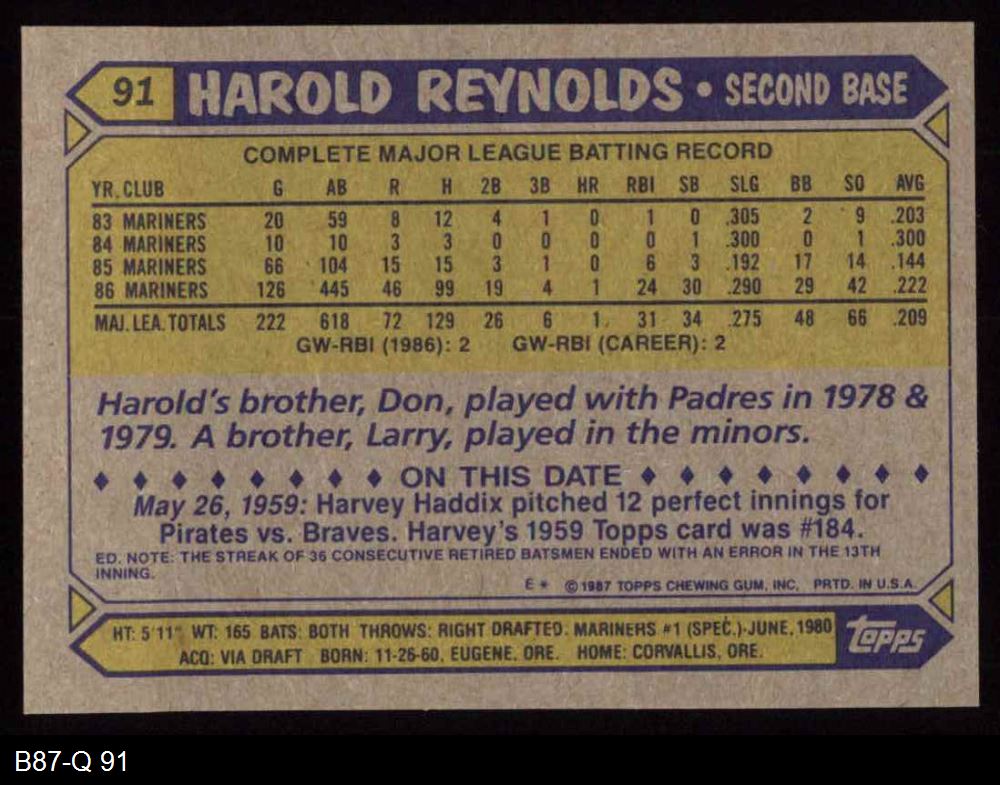 91 HAROLD REYNOLDS • SECOND BASE
COMPLETE MAJOR LEAGUE BATTING RECORD
YR. CLUB G AB R H 2B 3B HR RBI SB SLG BB SO AVG
83 MARINERS 20 59 8 12 4 1 0 1 0 .305 2 9 .203
84 MARINERS 10 10 3 3 0 0 0 0 1 .300 0 1 .300
85 MARINERS 66 104 15 15 3 1 0 6 3 .192 17 14 .144
86 MARINERS 126 445 46 99 19 4 1 24 30 .290 29 42 .222
MAJ. LEA. TOTALS 222 618 72 129 26 6 1 31 34 .275 48 66 .209
GW-RBI (1986): 2 GW-RBI (CAREER): 2
Harold's brother, Don, played with Padres in 1978 &
1979. A brother, Larry, played in the minors.
ON THIS DATE
May 26, 1959: Harvey Haddix pitched 12 perfect innings for
Pirates vs. Braves. Harvey's 1959 Topps card was #184.
ED. NOTE: THE STREAK OF 36 CONSECUTIVE RETIRED BATSMEN ENDED WITH AN ERROR IN THE 13TH
INNING.
E * © 1987 TOPPS CHEWING GUM, INC. PRTD. IN U.S.A.
HT: 5'11" WT: 165 BATS: BOTH THROWS: RIGHT DRAFTED: MARINERS #1 (SPEC.)-JUNE, 1980
ACQ: VIA DRAFT BORN: 11-26-60, EUGENE, ORE. HOME: CORVALLIS, ORE.
Topps
B87-Q 91